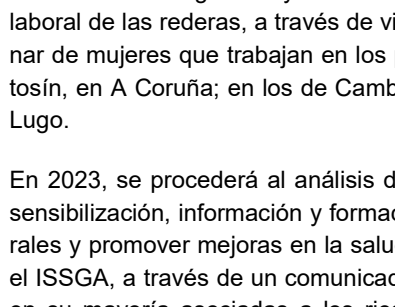 laboral de las rederas, a través de vi
nar de mujeres que trabajan en los
tosín, en A Coruña; en los de Camb
Lugo.
En 2023, se procederá al análisis d
sensibilización, información y formac
rales y promover mejoras en la salu
el ISSGA, a través de un comunicac